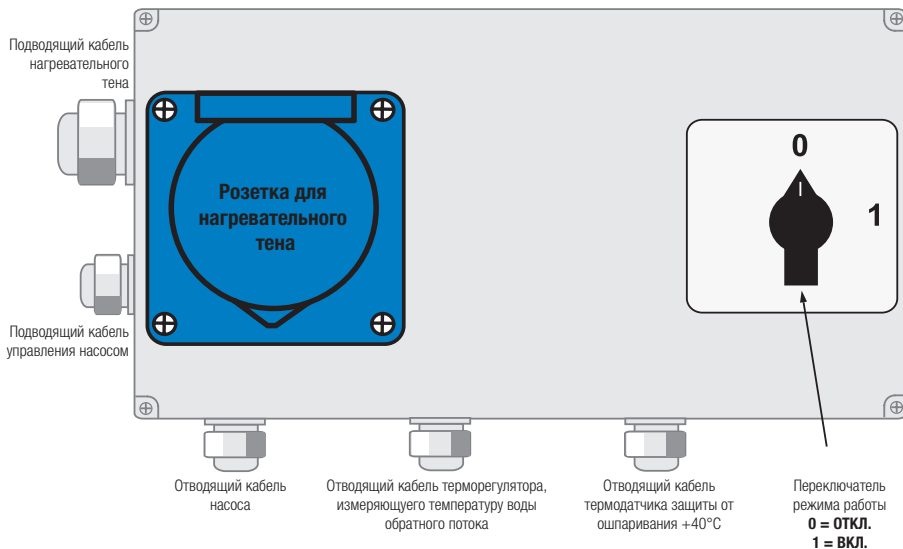 Подводящий кабель
нагревательного
тена
Розетка для
нагревательного
тена
0
1
Подводящий кабель
управления насосом
Отводящий кабель
насоса
Отводящий кабель терморегулятора,
измеряющего температуру воды
обратного потока
Отводящий кабель
термодатчика защиты от
ошпаривания +40°C
Переключатель
режима работы
0 = ОТКЛ.
1 = ВКЛ.